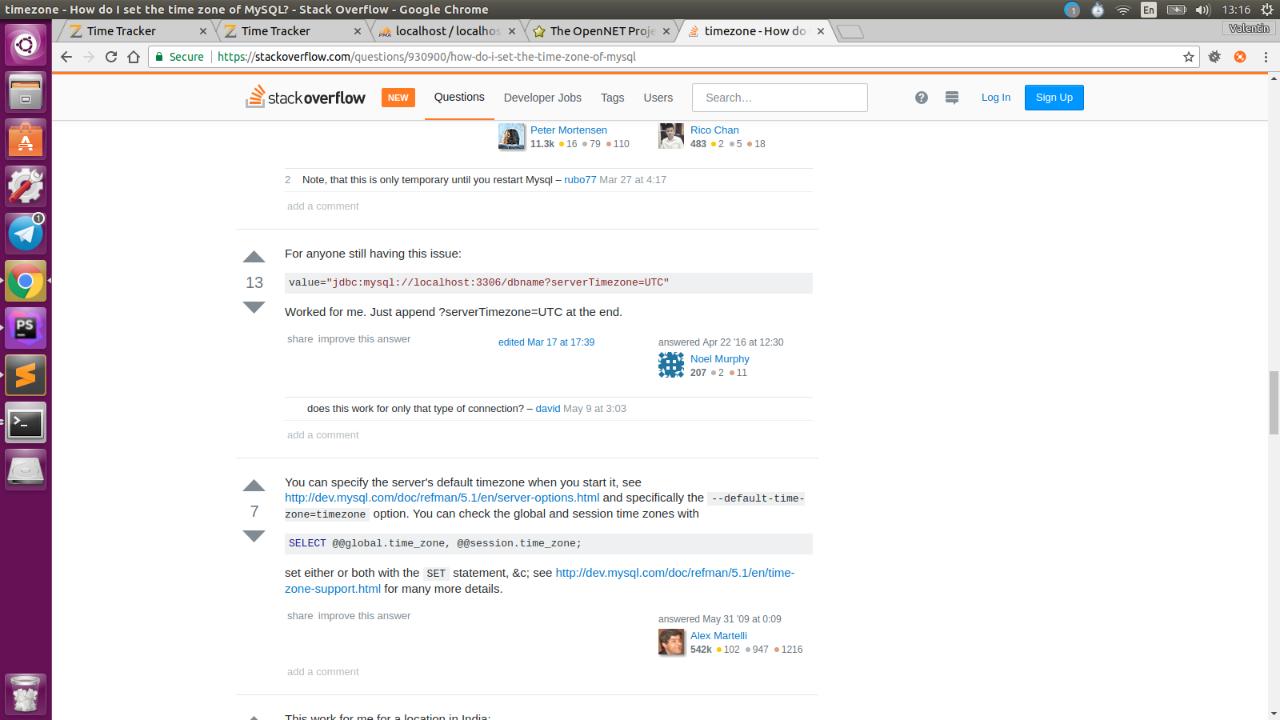 timezone - How do I set the time zone of MySQL? - Stack Overflow - Google Chrome
1 En 13:16
Time Tracker
Time Tracker
localhost / localhos
The OpenNET Proje
timezone - How do
Valentin
Secure https://stackoverflow.com/questions/930900/how-do-i-set-the-time-zone-of-mysql
stackoverflow NEW Questions Developer Jobs Tags Users Search... Log In Sign Up
Peter Mortensen
11.3k 16 79 110
Rico Chan
483 2 5 18
2 Note, that this is only temporary until you restart Mysql – rubo77 Mar 27 at 4:17
add a comment
For anyone still having this issue:
13
value="jdbc:mysql://localhost:3306/dbname?serverTimezone=UTC"
Worked for me. Just append ?serverTimezone=UTC at the end.
share improve this answer
edited Mar 17 at 17:39
answered Apr 22 '16 at 12:30
Noel Murphy
207 2 11
does this work for only that type of connection? – david May 9 at 3:03
add a comment
You can specify the server's default timezone when you start it, see
http://dev.mysql.com/doc/refman/5.1/en/server-options.html and specifically the --default-time-
7
zone=timezone option. You can check the global and session time zones with
SELECT @@global.time_zone, @@session.time_zone;
set either or both with the SET statement, &c; see http://dev.mysql.com/doc/refman/5.1/en/time-
zone-support.html for many more details.
share improve this answer
answered May 31 '09 at 0:09
Alex Martelli
542k 102 947 1216
add a comment
This work for me for a location in India:
1
PS